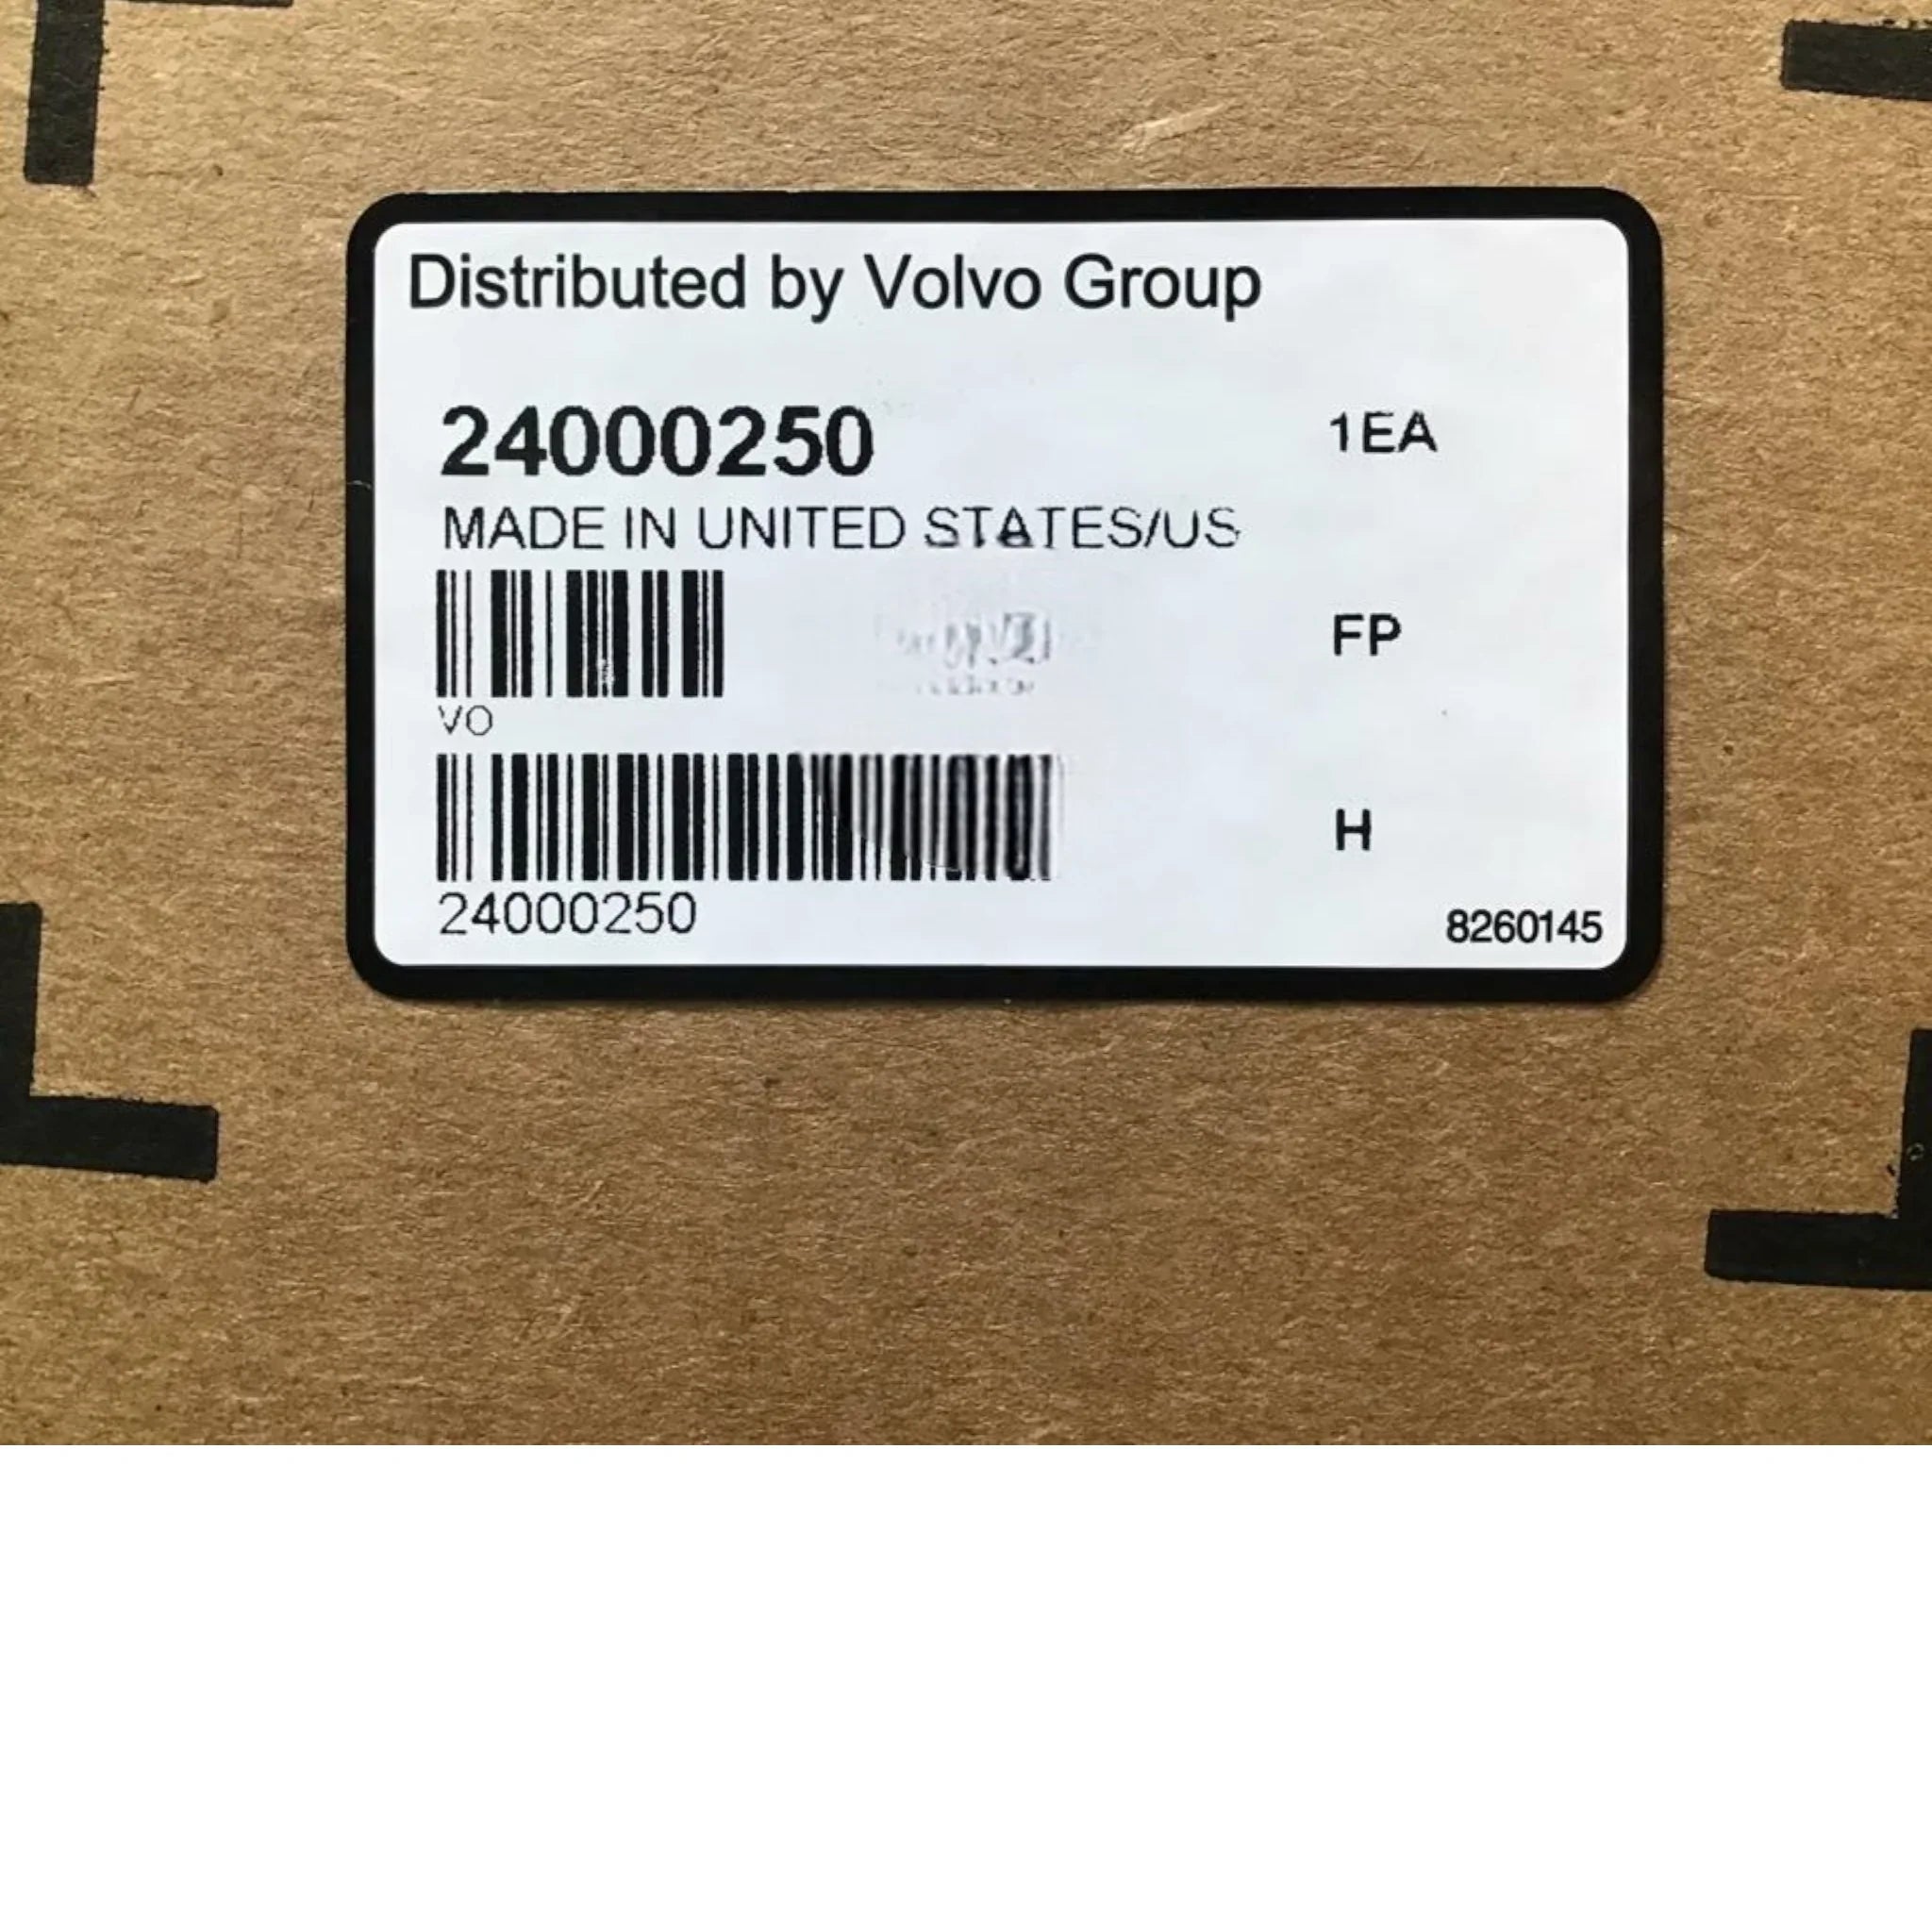 Distributed by Volvo Group
24000250 1EA
MADE IN UNITED STATES/US
FP
VO
H
24000250
8260145